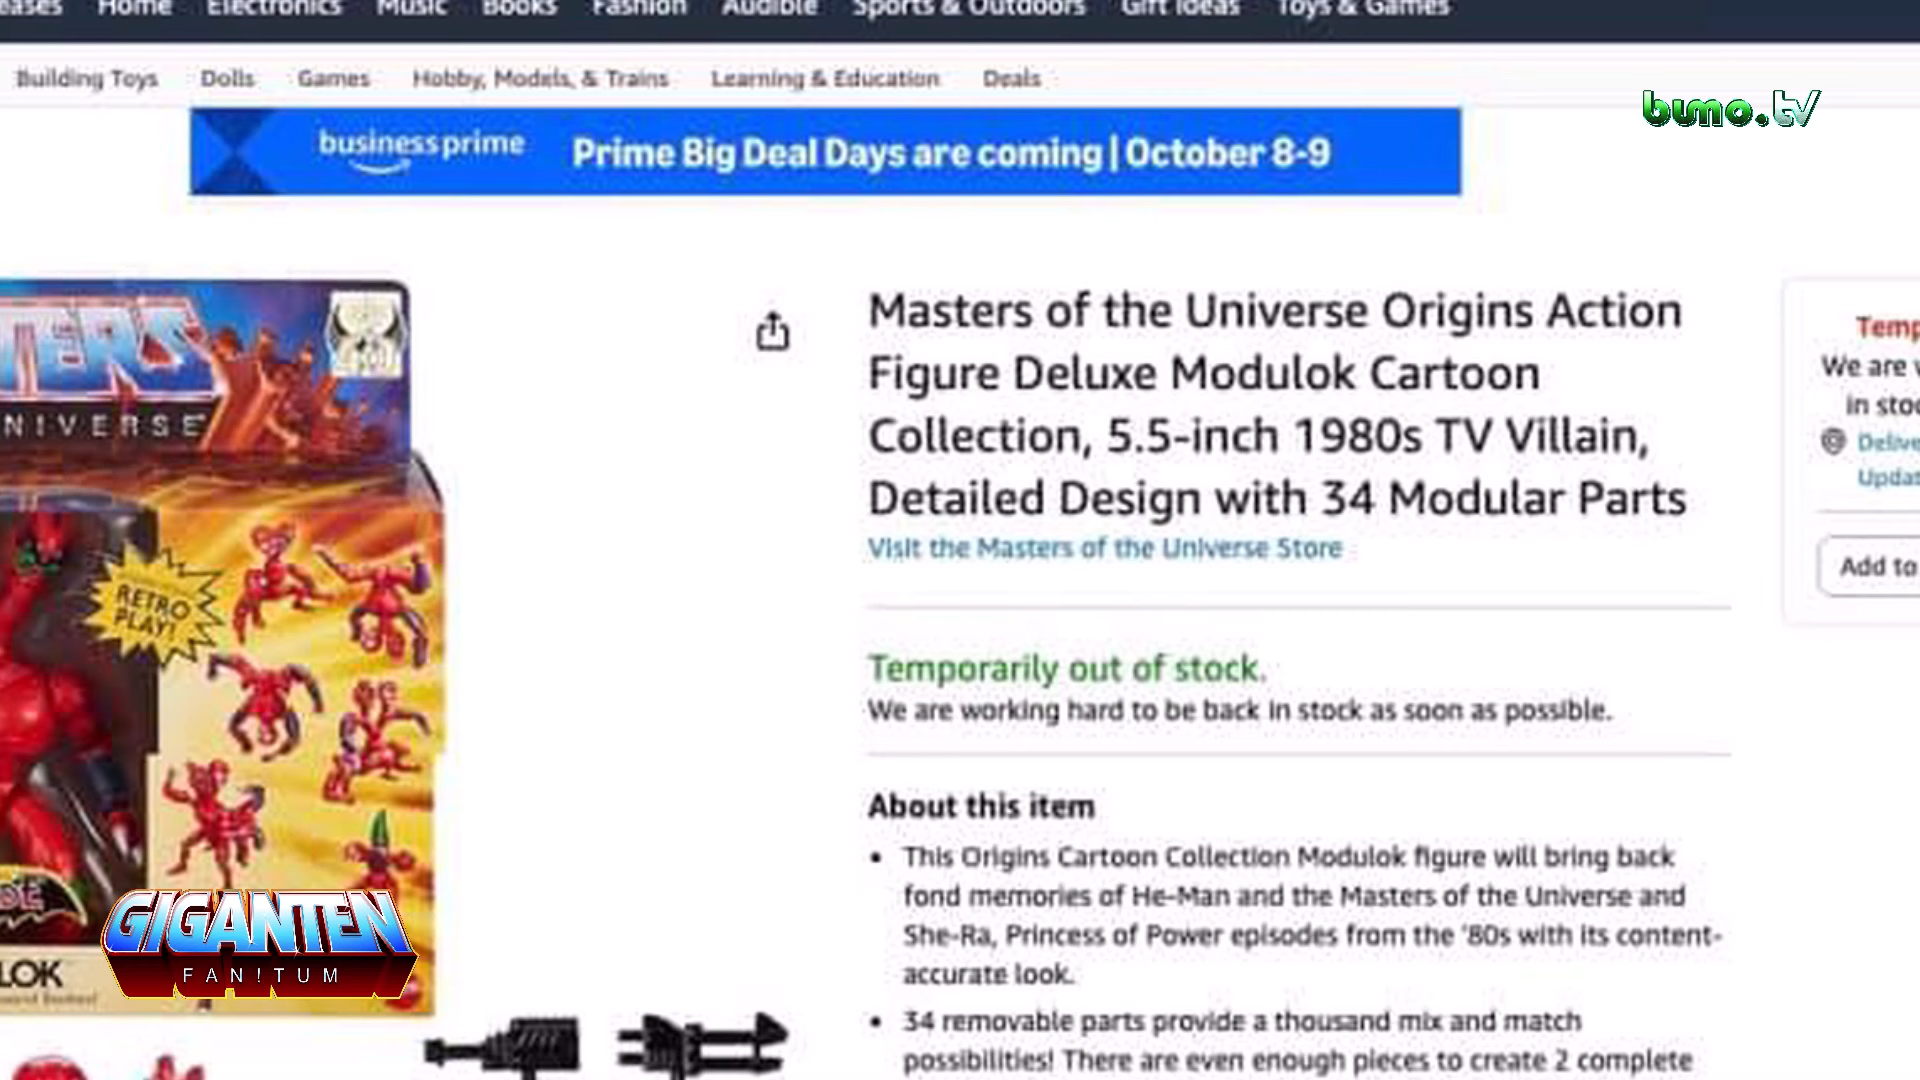 Home Electronics Music Books Fashion Audible Sports & Outdoors Gift Ideas Toys & Games
Building Toys Dolls Games Hobby, Models, & Trains Learning & Education Deals
bumo.tv
business prime Prime Big Deal Days are coming | October 8-9
Masters of the Universe Origins Action
Figure Deluxe Modulok Cartoon
Collection, 5.5-inch 1980s TV Villain,
Detailed Design with 34 Modular Parts
Visit the Masters of the Universe Store
Temporarily out of stock.
We are working hard to be back in stock as soon as possible.
About this item
• This Origins Cartoon Collection Modulok figure will bring back
fond memories of He-Man and the Masters of the Universe and
She-Ra, Princess of Power episodes from the '80s with its content-
accurate look.
• 34 removable parts provide a thousand mix and match
possibilities! There are even enough pieces to create 2 complete
We are
in
Add to
NIVERSE
RETRO
PLAY!
LOK
GIGANTEN
FAN!TUM